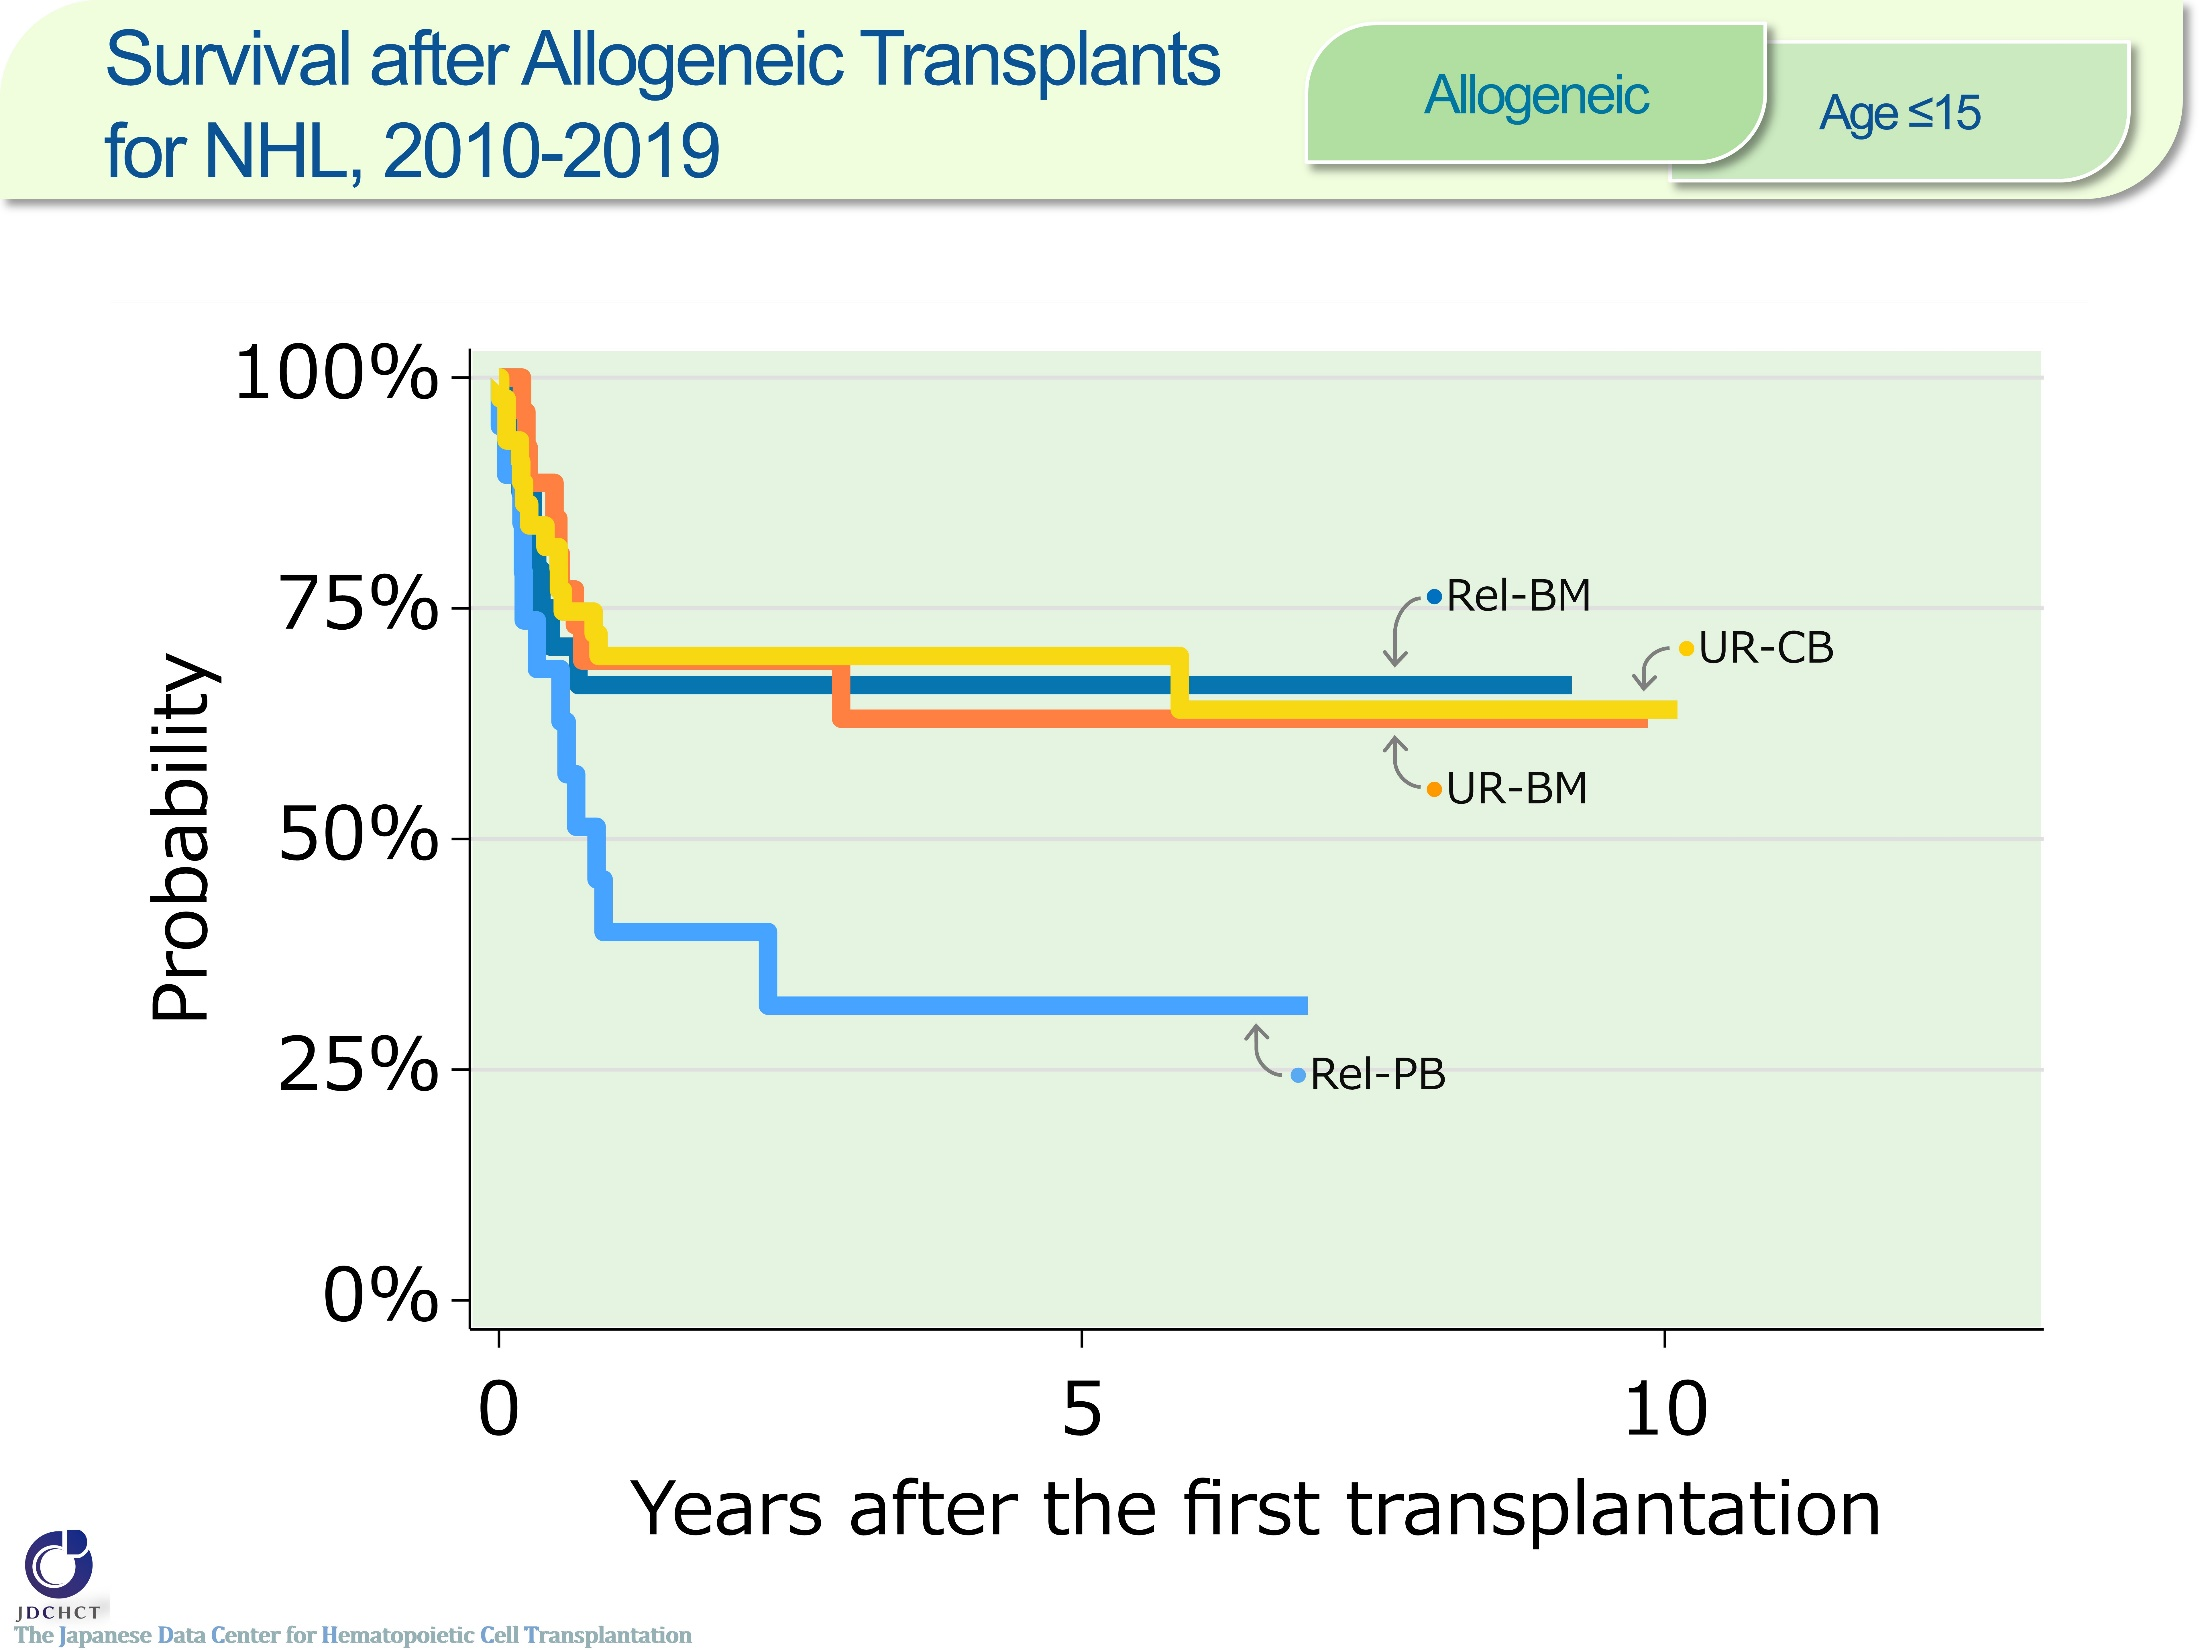 Survival after Allogeneic Transplants
for NHL, 2010-2019
Allogeneic
Age ≤15
100%
75%
50%
25%
0%
Probability
Rel-BM
UR-CB
UR-BM
Rel-PB
0 5 10
Years after the first transplantation
JDCHCT
The Japanese Data Center for Hematopoietic Cell Transplantation